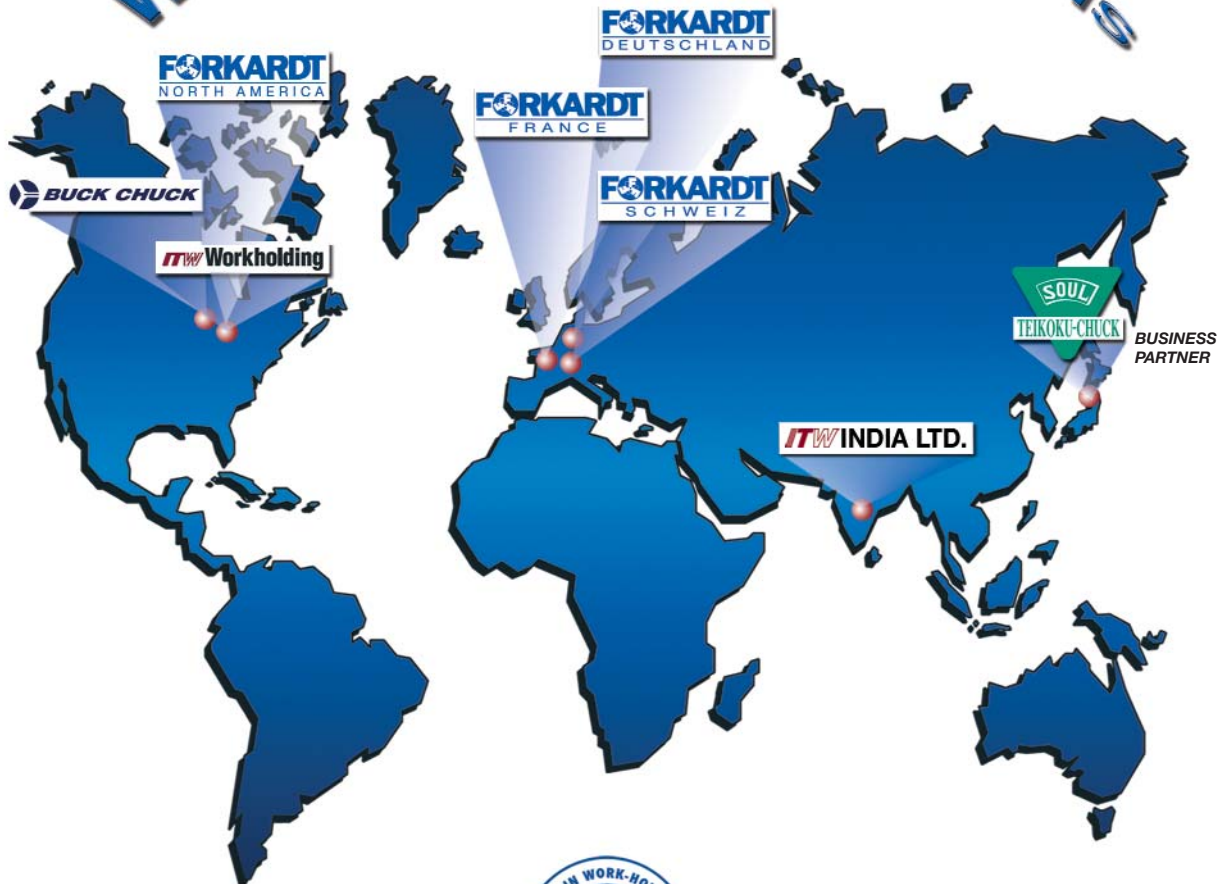 FORKARDT
DEUTSCHLAND
FORKARDT
NORTH AMERICA
FORKARDT
FRANCE
BUCK CHUCK
FORKARDT
SCHWEIZ
ITW Workholding
SOUL
TEIKOKU-CHUCK
BUSINESS
PARTNER
ITW INDIA LTD.
IN